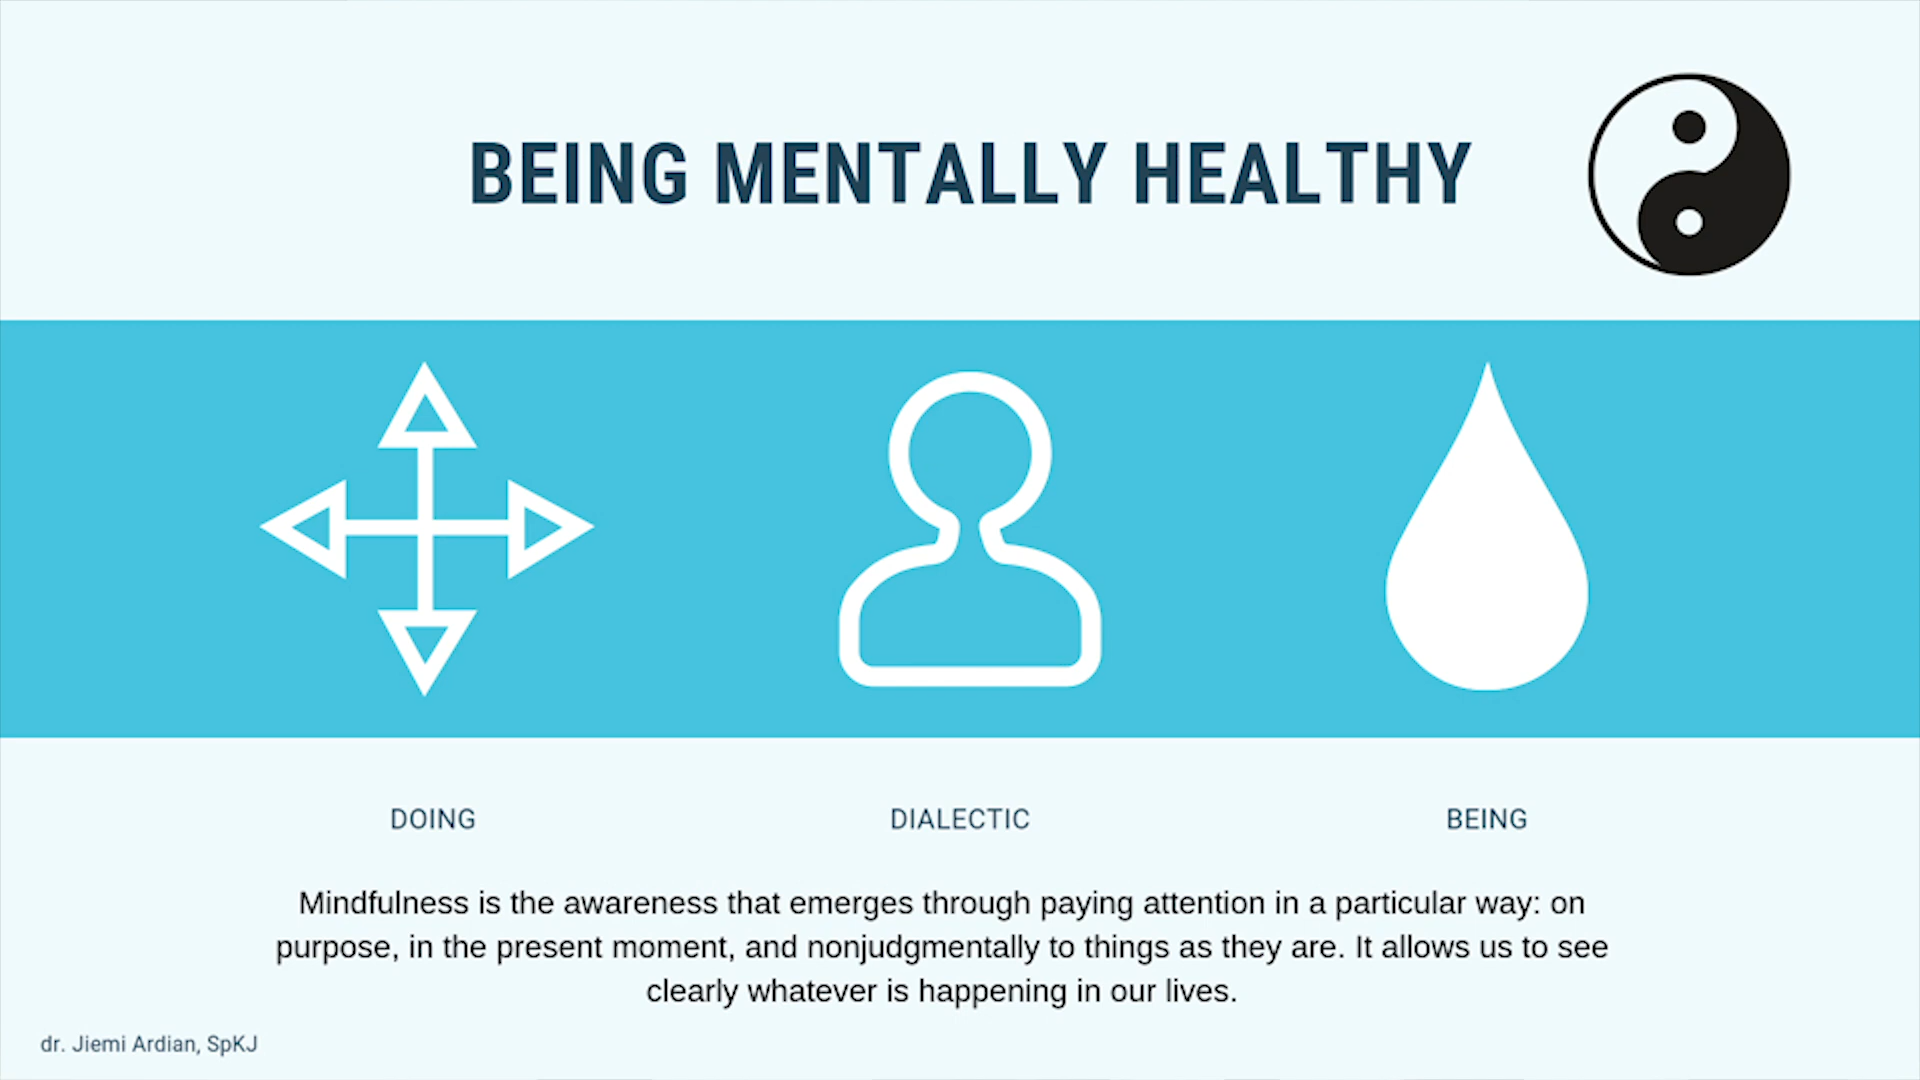 BEING MENTALLY HEALTHY
DOING
DIALECTIC
BEING
Mindfulness is the awareness that emerges through paying attention in a particular way: on
purpose, in the present moment, and nonjudgmentally to things as they are. It allows us to see
clearly whatever is happening in our lives.
dr. Jiemi Ardian, SpKJ